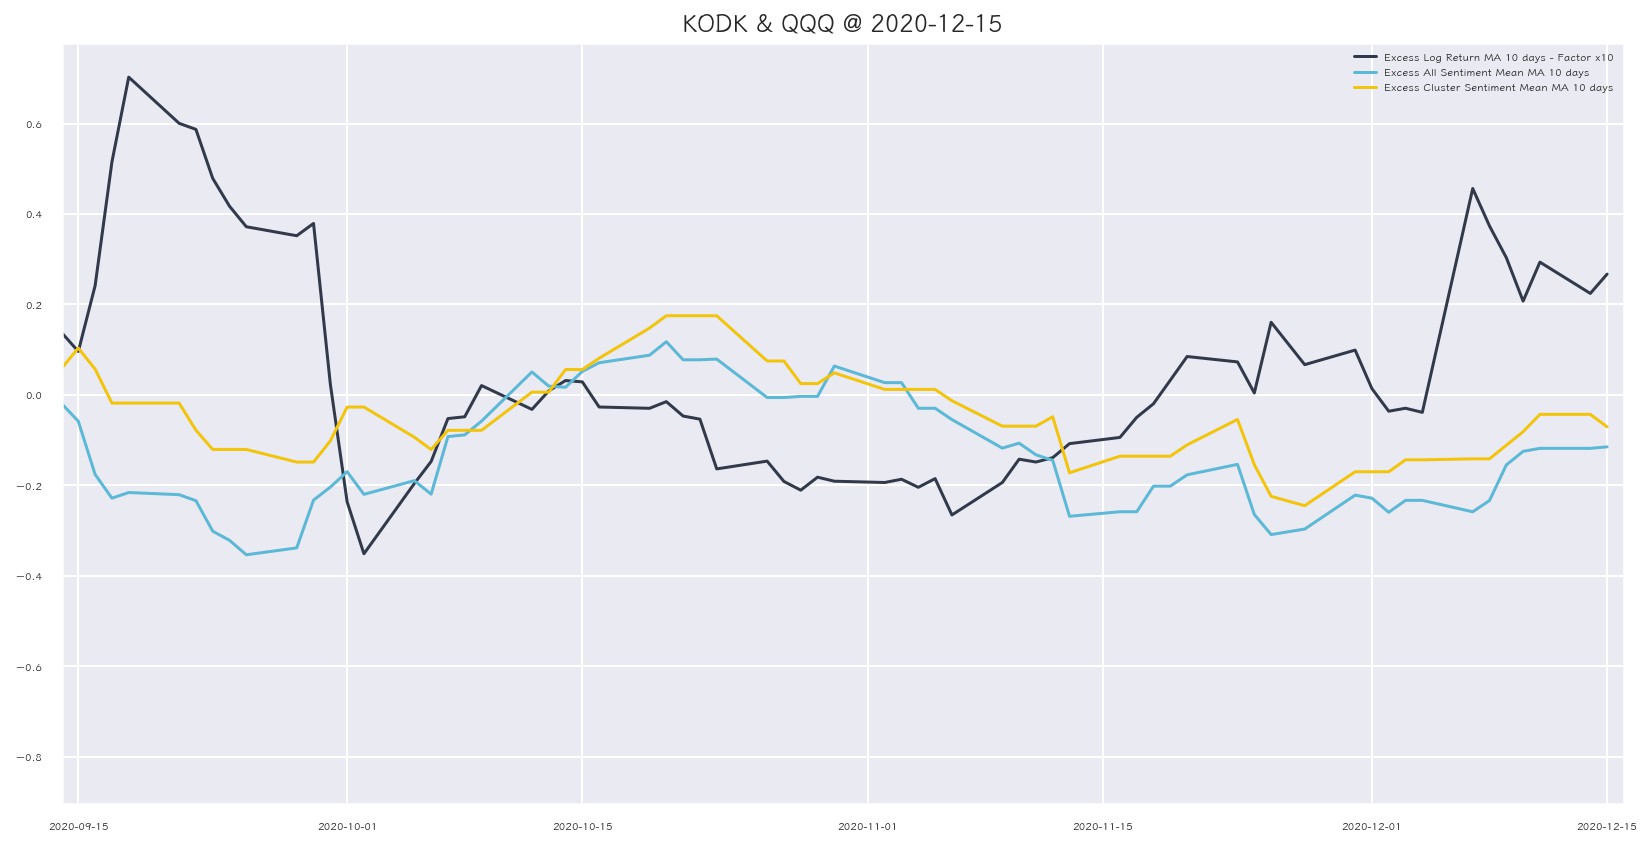 KODK & QQQ @ 2020-12-15
Excess Log Return MA 10 days - Factor x10
Excess All Sentiment Mean MA 10 days
Excess Cluster Sentiment Mean MA 10 days
0.6
0.4
0.2
0.0
−0.2
−0.4
−0.6
−0.8
2020-09-15 2020-10-01 2020-10-15 2020-11-01 2020-11-15 2020-12-01 2020-12-15